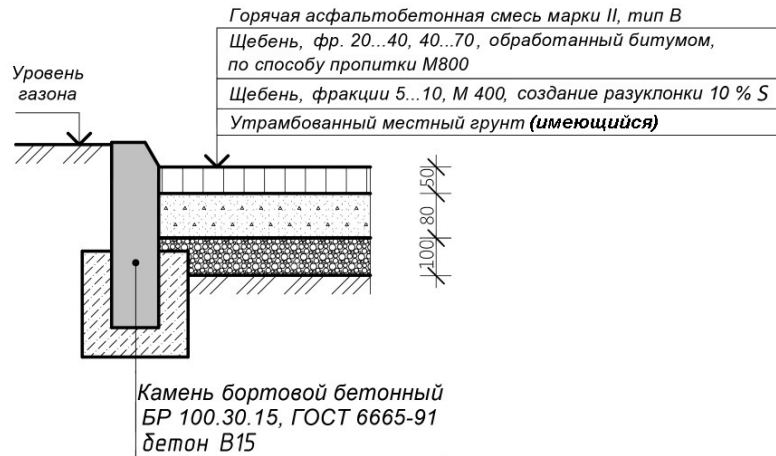 Горячая асфальтобетонная смесь марки II, тип В
Щебень, фр. 20...40, 40...70, обработанный битумом,
по способу пропитки М800
Щебень, фракции 5...10, М 400, создание разуклонки 10 % S
Утрамбованный местный грунт (имеющийся)
Уровень
газона
50
80
100
Камень бортовой бетонный
БР 100.30.15, ГОСТ 6665-91
бетон В15